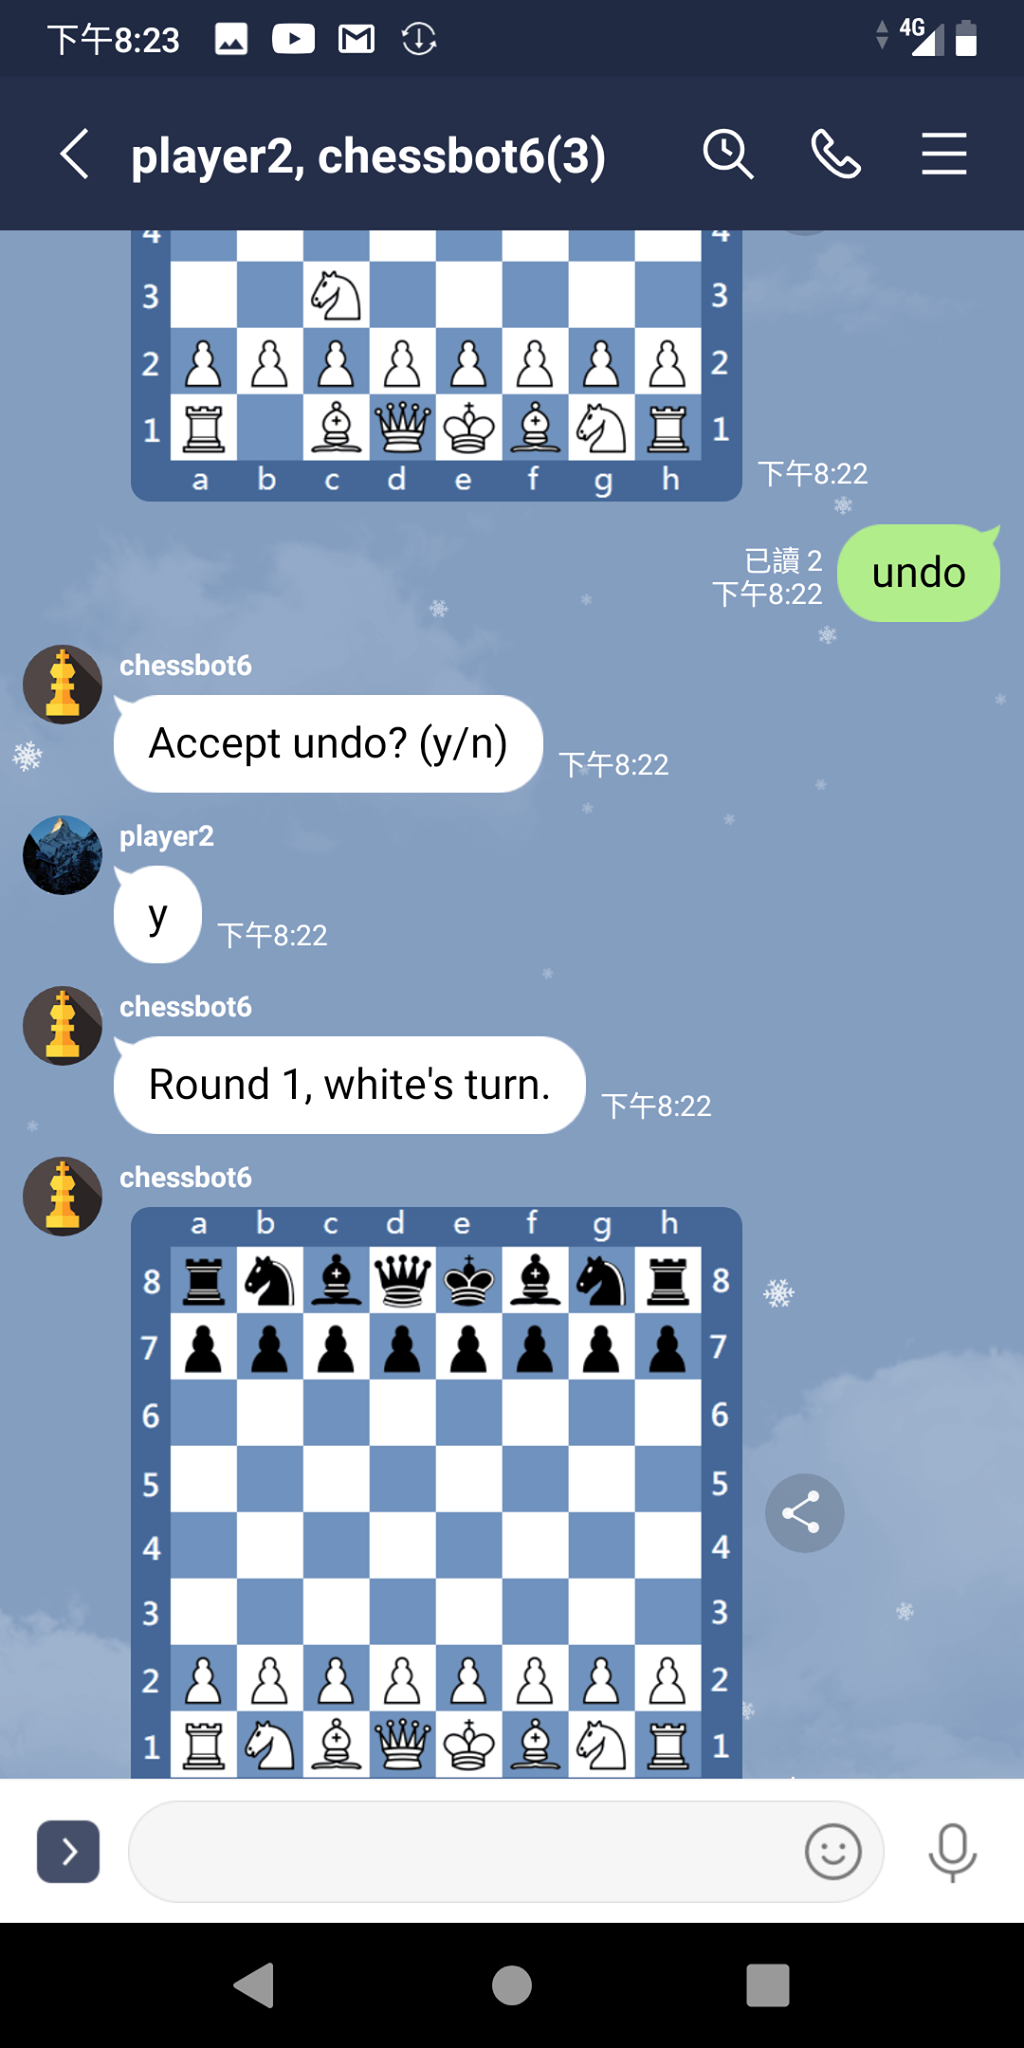 下午8:23
4G
player2, chessbot6(3)
4 4
3 3
2 2
1 1
a b c d e f g h
下午8:22
已讀 2
下午8:22
undo
chessbot6
Accept undo? (y/n)
下午8:22
player2
y
下午8:22
chessbot6
Round 1, white's turn.
下午8:22
chessbot6
a b c d e f g h
8 8
7 7
6 6
5 5
4 4
3 3
2 2
1 1